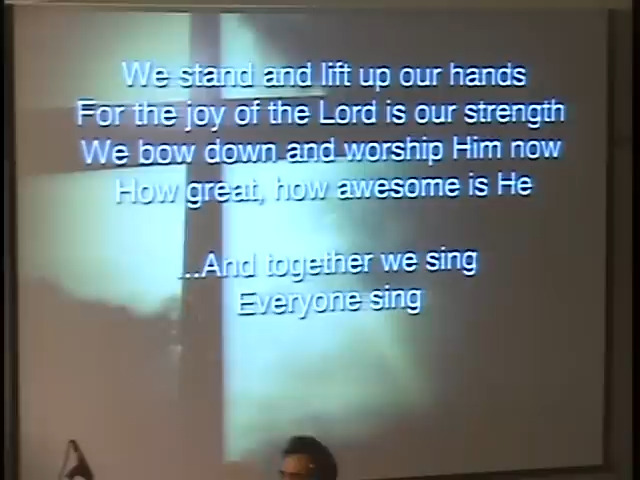 We stand and lift up our hands
For the joy of the Lord is our strength
We bow down and worship Him now
How great, how awesome is He
...And together we sing
Everyone sing